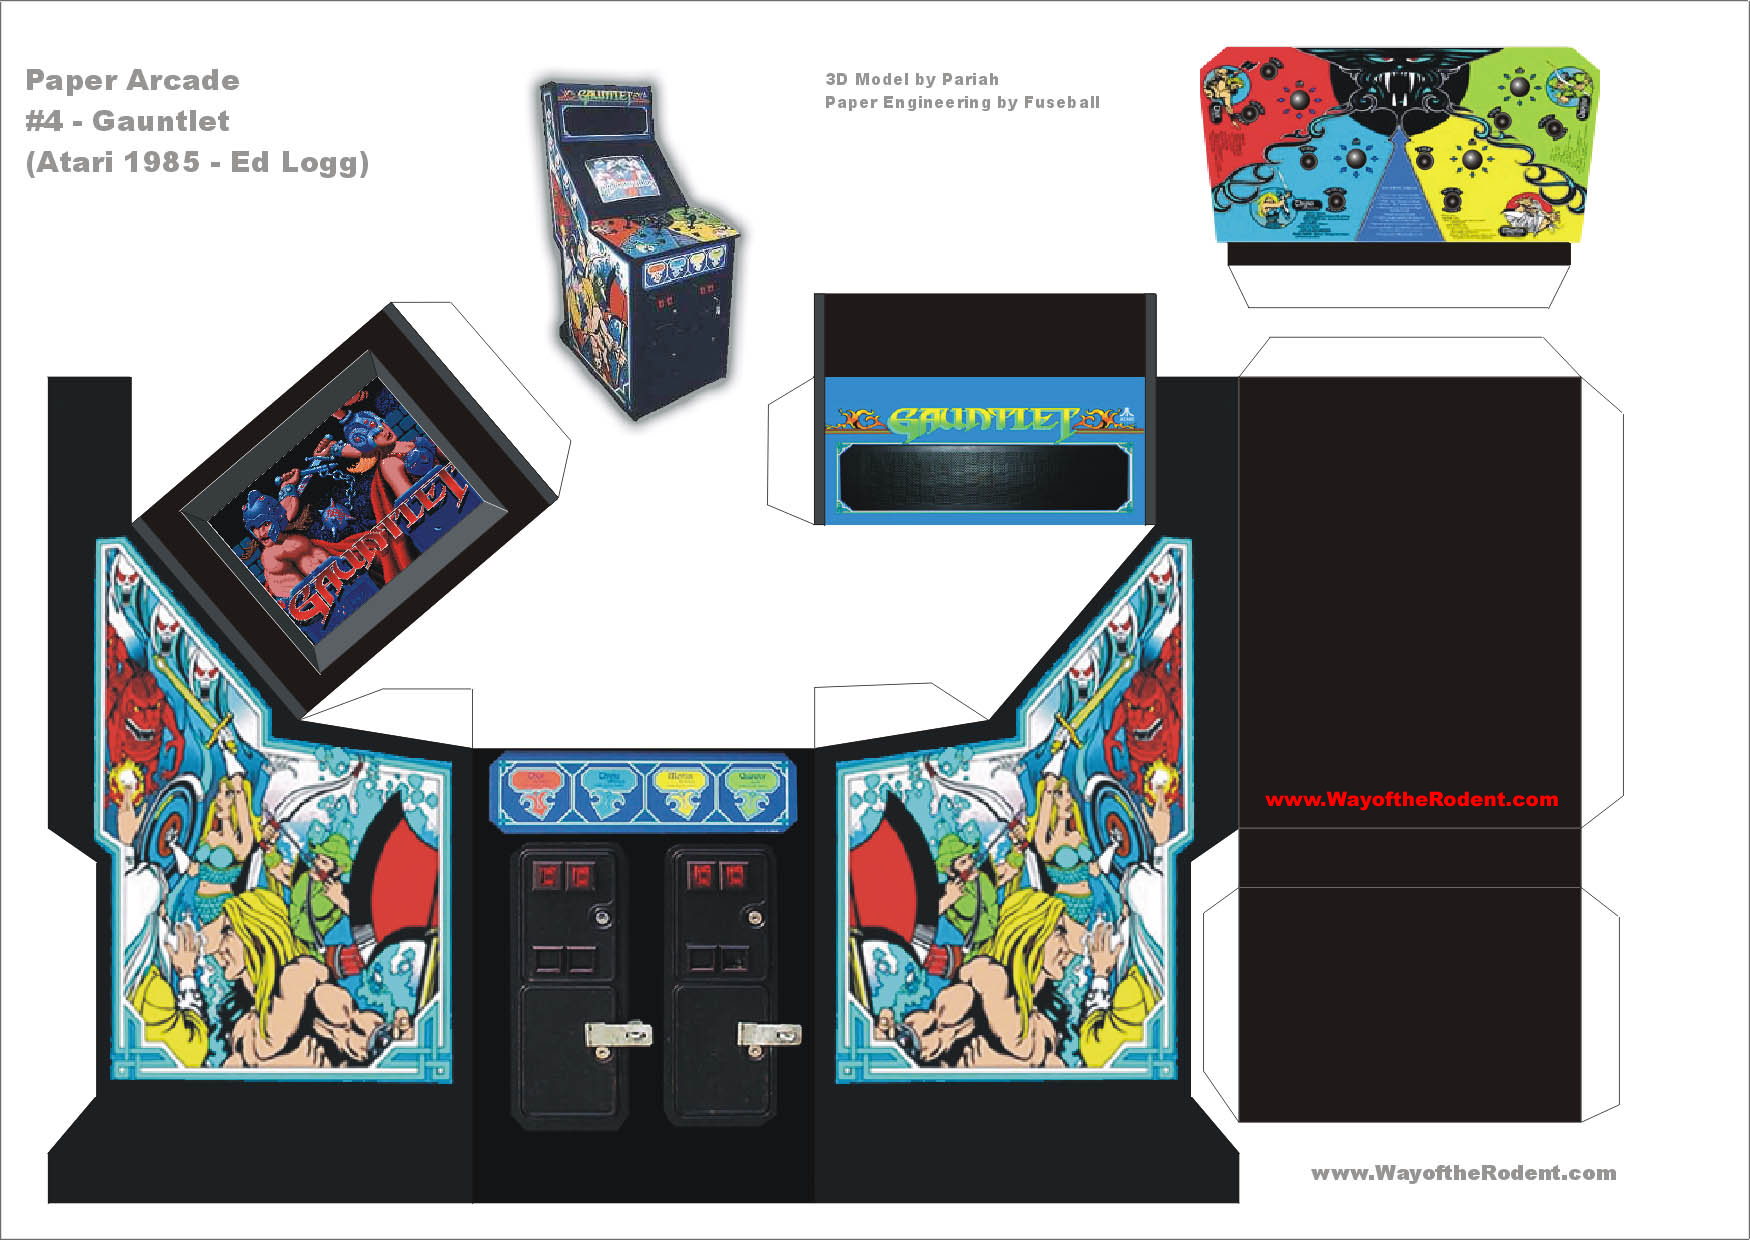 Paper Arcade
#4 - Gauntlet
(Atari 1985 - Ed Logg)
3D Model by Pariah
Paper Engineering by Fuseball
GAUNTLET
GAUNTLET
ATARI
GAUNTLET
www.WayoftheRodent.com
www.WayoftheRodent.com